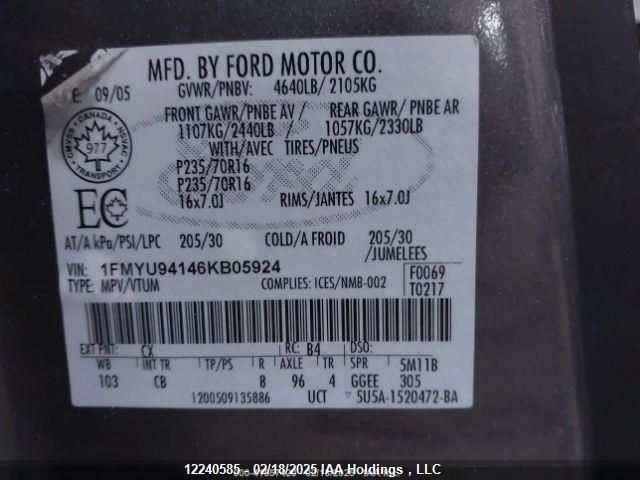 MFD. BY FORD MOTOR CO.
E: 09/05
GVWR/PNBV: 4640LB/ 2105KG
FRONT GAWR/PNBE AV / REAR GAWR/ PNBE AR
1107KG/2440LB / 1057KG/2330LB
WITH/AVEC TIRES/PNEUS
CANADA
CMVSS NSVAC
977
TRANSPORT
P235/70R16
P235/70R16
16x7.0J RIMS/JANTES 16x7.0J
EC
AT/A kPa/PSI/LPC 205/30 COLD/A FROID 205/30
/JUMELEES
VIN: 1FMYU94146KB05924
TYPE: MPV/VTUM COMPLIES: ICES/NMB-002
F0069
T0217
EXT PNT: CX RC: B4 DSO:
WB INT TR TP/PS R AXLE TR SPR 5M11B
103 CB 8 96 4 GGEE 305
1200509135886 UCT 5U5A-1520472-BA
12240585 02/18/2025 IAA Holdings , LLC